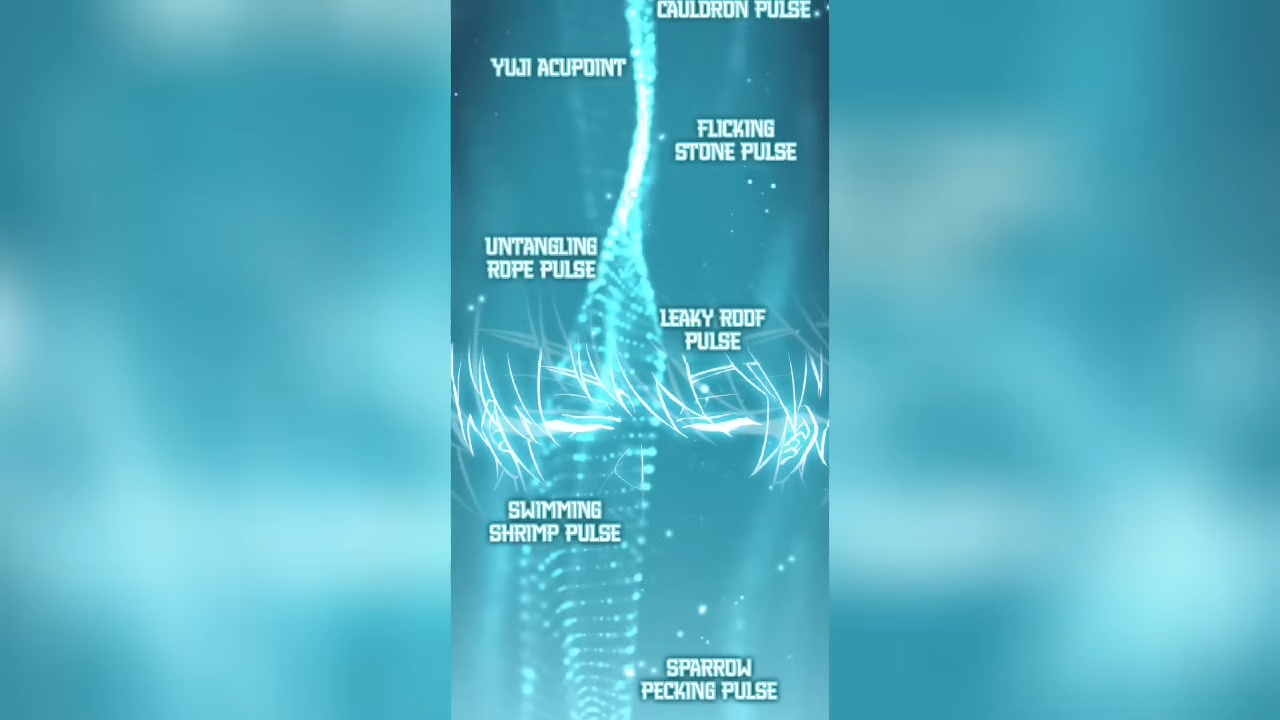 CAULDRON PULSE
YUJI ACUPOINT
FLICKING
STONE PULSE
UNTANGLING
ROPE PULSE
LEAKY ROOF
PULSE
SWIMMING
SHRIMP PULSE
SPARROW
PECKING PULSE